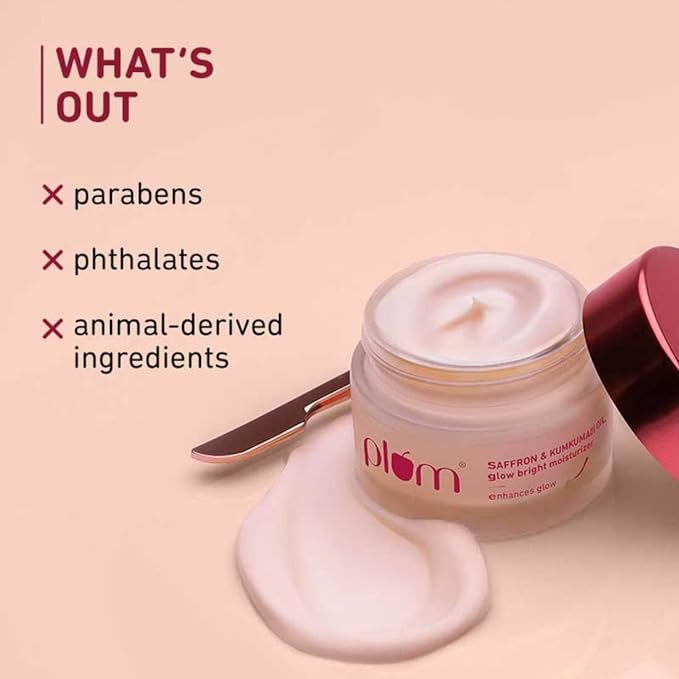 WHAT'S
OUT
× parabens
× phthalates
× animal-derived
ingredients
plum®
SAFFRON & KUMKUMADI OIL
glow bright moisturizer
enhances glow